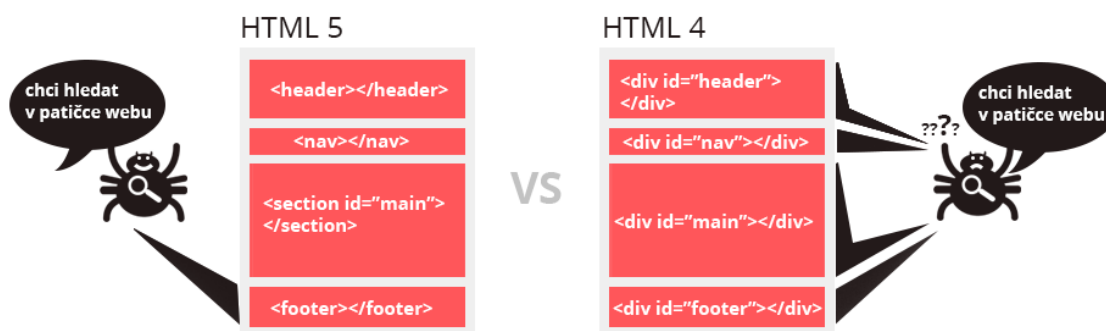 HTML 5
HTML 4
chci hledat
v patičce webu
<header></header>
<nav></nav>
<section id=”main”>
</section>
<footer></footer>
VS
<div id=”header”>
</div>
<div id=”nav”></div>
<div id=”main”></div>
<div id=”footer”></div>
????
chci hledat
v patičce webu